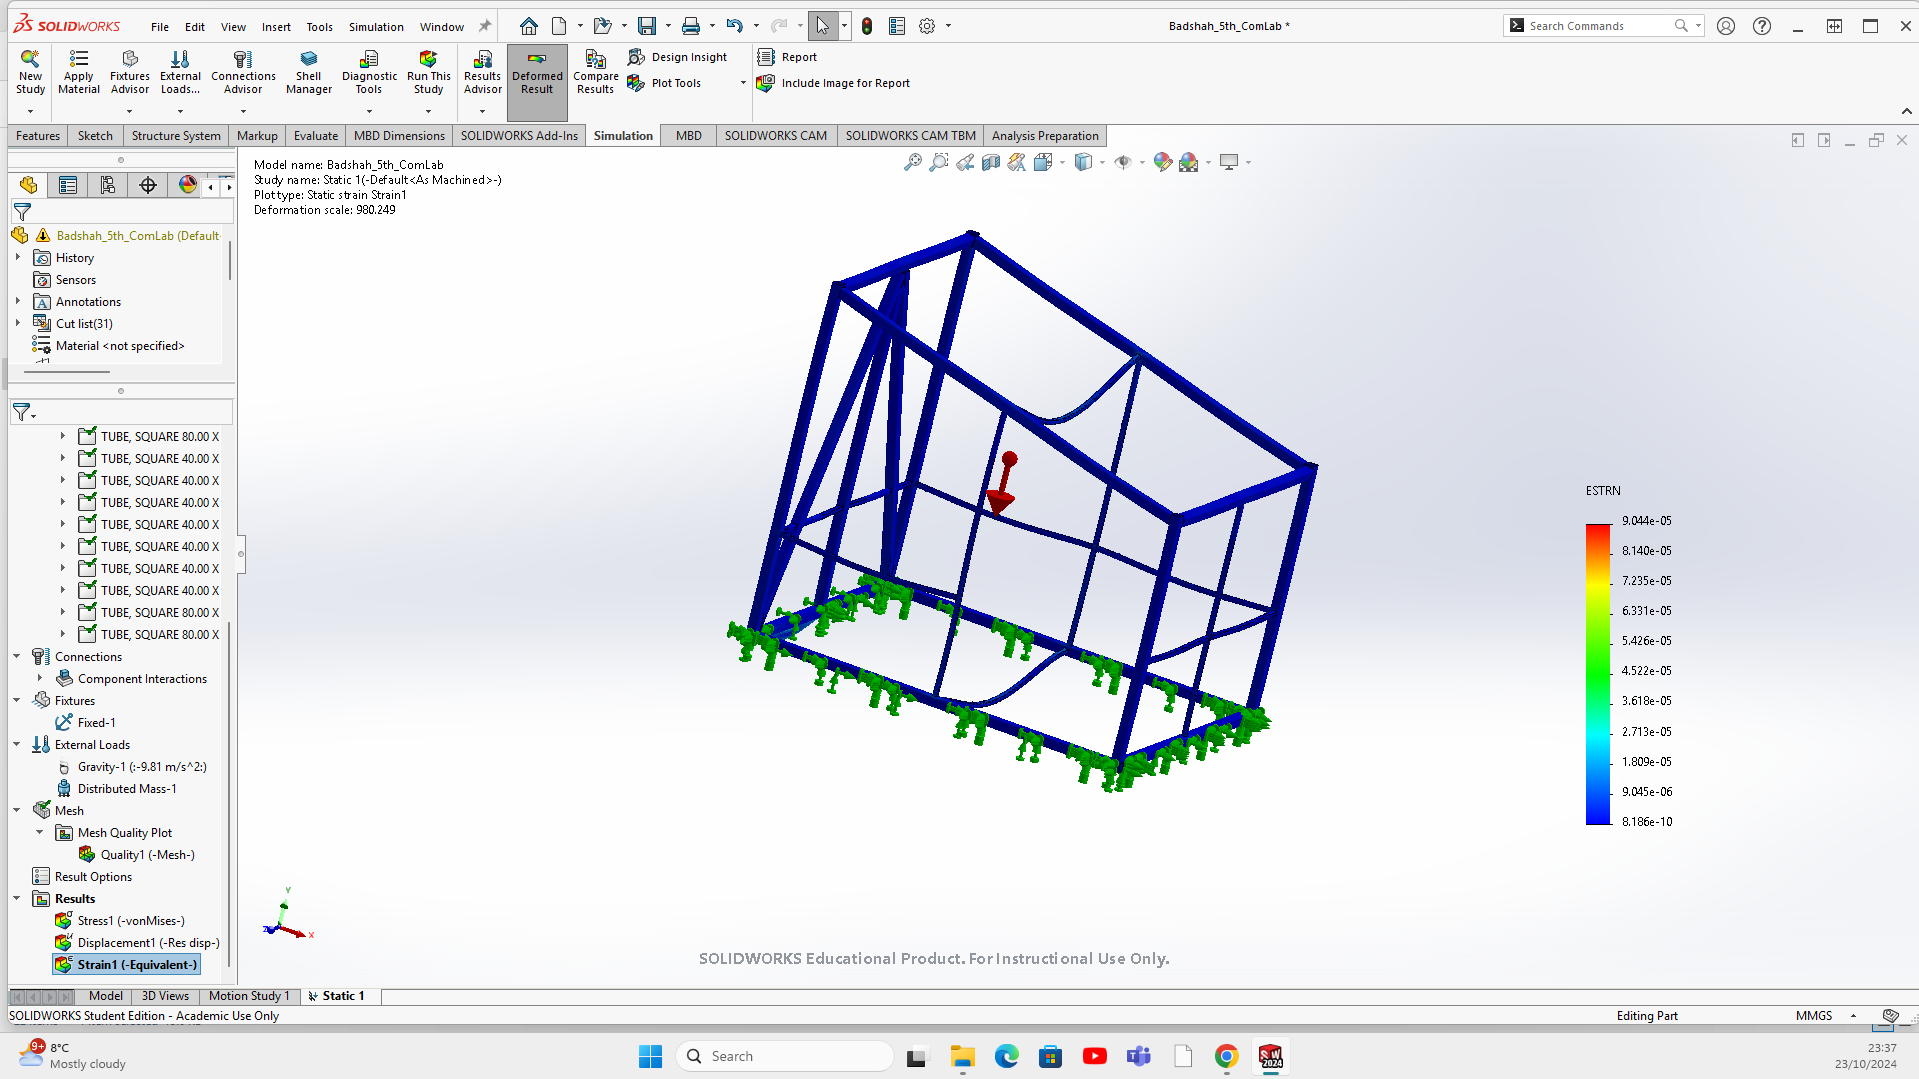 SOLIDWORKS
File Edit View Insert Tools Simulation Window
Badshah_5th_ComLab *
Search Commands
New Study
Apply Material
Fixtures Advisor
External Loads...
Connections Advisor
Shell Manager
Diagnostic Tools
Run This Study
Results Advisor
Deformed Result
Compare Results
Design Insight
Plot Tools
Report
Include Image for Report
Features Sketch Structure System Markup Evaluate MBD Dimensions SOLIDWORKS Add-Ins Simulation MBD SOLIDWORKS CAM SOLIDWORKS CAM TBM Analysis Preparation
Model name: Badshah_5th_ComLab
Study name: Static 1(-Default<As Machined>-)
Plot type: Static strain Strain1
Deformation scale: 980.249
Badshah_5th_ComLab (Default
History
Sensors
Annotations
Cut list(31)
Material <not specified>
TUBE, SQUARE 80.00 X
TUBE, SQUARE 40.00 X
TUBE, SQUARE 40.00 X
TUBE, SQUARE 40.00 X
TUBE, SQUARE 40.00 X
TUBE, SQUARE 40.00 X
TUBE, SQUARE 40.00 X
TUBE, SQUARE 40.00 X
TUBE, SQUARE 80.00 X
TUBE, SQUARE 80.00 X
Connections
Component Interactions
Fixtures
Fixed-1
External Loads
Gravity-1 (:-9.81 m/s^2:)
Distributed Mass-1
Mesh
Mesh Quality Plot
Quality1 (-Mesh-)
Result Options
Results
Stress1 (-vonMises-)
Displacement1 (-Res disp-)
Strain1 (-Equivalent-)
ESTRN
9.044e-05
8.140e-05
7.235e-05
6.331e-05
5.426e-05
4.522e-05
3.618e-05
2.713e-05
1.809e-05
9.045e-06
8.186e-10
Y
Z
X
SOLIDWORKS Educational Product. For Instructional Use Only.
Model 3D Views Motion Study 1 Static 1
SOLIDWORKS Student Edition - Academic Use Only
Editing Part
MMGS
9+
8°C
Mostly cloudy
Search
SW
2024
23:37
23/10/2024